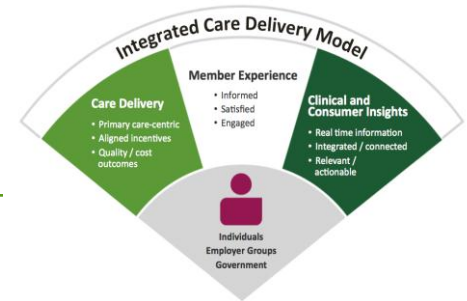 Integrated Care Delivery Model
Care Delivery
• Primary care-centric
• Aligned incentives
• Quality / cost
outcomes
Member Experience
• Informed
• Satisfied
• Engaged
Clinical and
Consumer Insights
• Real time information
• Integrated / connected
• Relevant /
actionable
Individuals
Employer Groups
Government